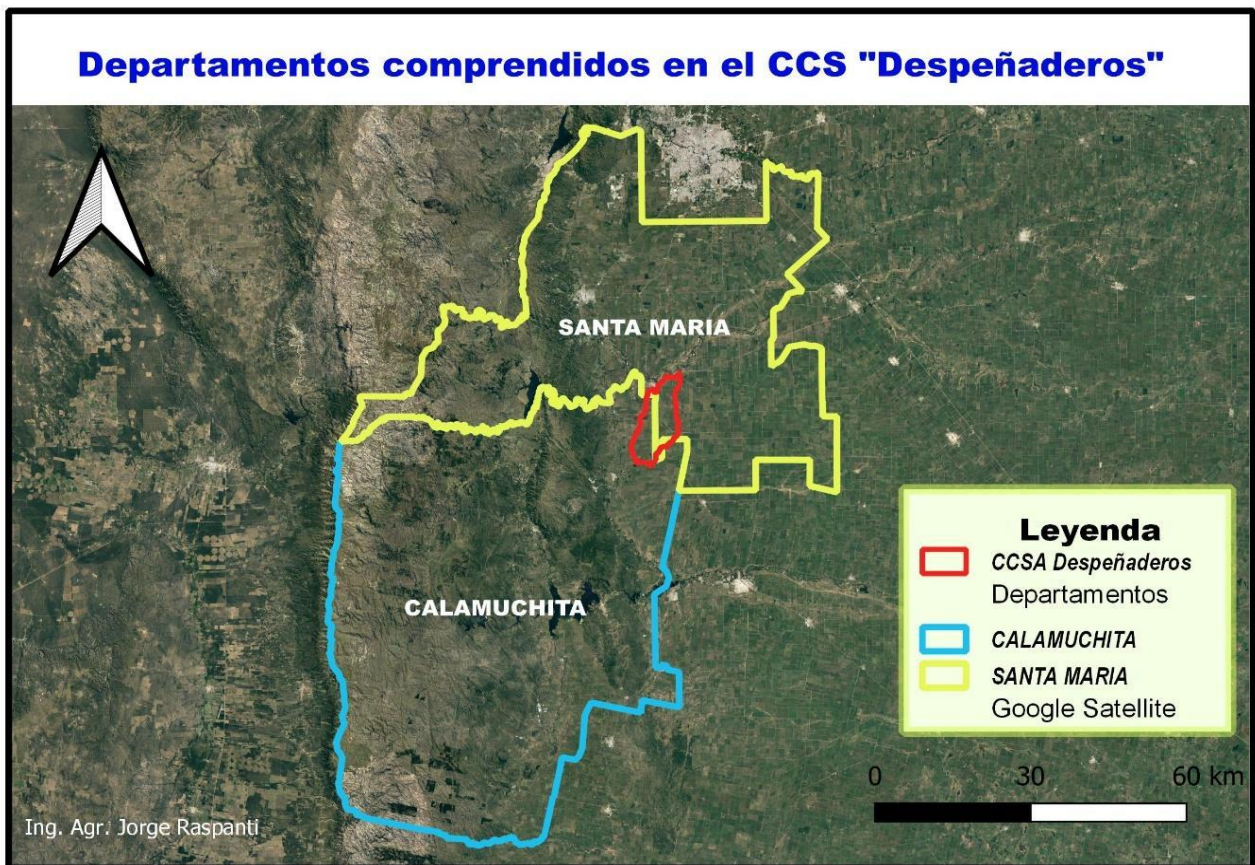 Departamentos comprendidos en el CCS "Despeñaderos"
SANTA MARIA
CALAMUCHITA
Leyenda
CCSA Despeñaderos
Departamentos
CALAMUCHITA
SANTA MARIA
Google Satellite
0 30 60 km
Ing. Agr. Jorge Raspanti